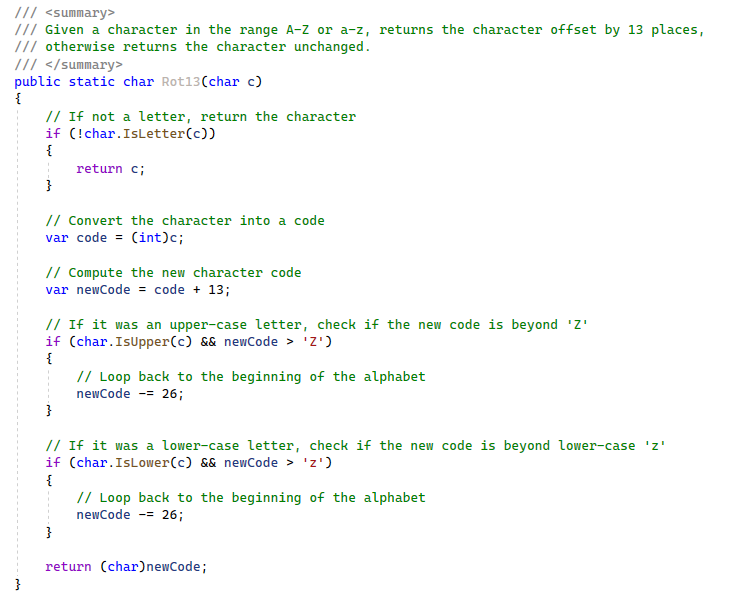 /// <summary>
/// Given a character in the range A-Z or a-z, returns the character offset by 13 places,
/// otherwise returns the character unchanged.
/// </summary>
public static char Rot13(char c)
{
    // If not a letter, return the character
    if (!char.IsLetter(c))
    {
        return c;
    }

    // Convert the character into a code
    var code = (int)c;

    // Compute the new character code
    var newCode = code + 13;

    // If it was an upper-case letter, check if the new code is beyond 'Z'
    if (char.IsUpper(c) && newCode > 'Z')
    {
        // Loop back to the beginning of the alphabet
        newCode -= 26;
    }

    // If it was a lower-case letter, check if the new code is beyond lower-case 'z'
    if (char.IsLower(c) && newCode > 'z')
    {
        // Loop back to the beginning of the alphabet
        newCode -= 26;
    }

    return (char)newCode;
}